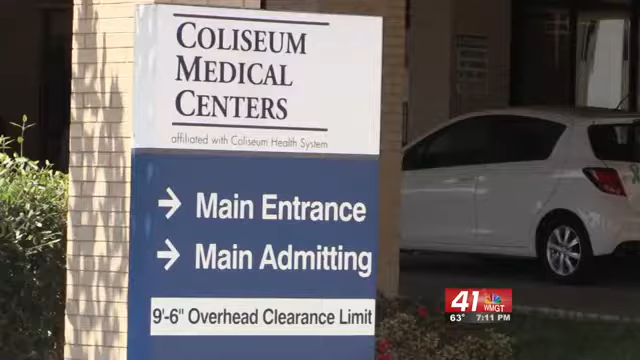 COLISEUM
MEDICAL
CENTERS
affiliated with Coliseum Health System
→ Main Entrance
→ Main Admitting
9'-6" Overhead Clearance Limit
41 WMGT
63° 7:11 PM